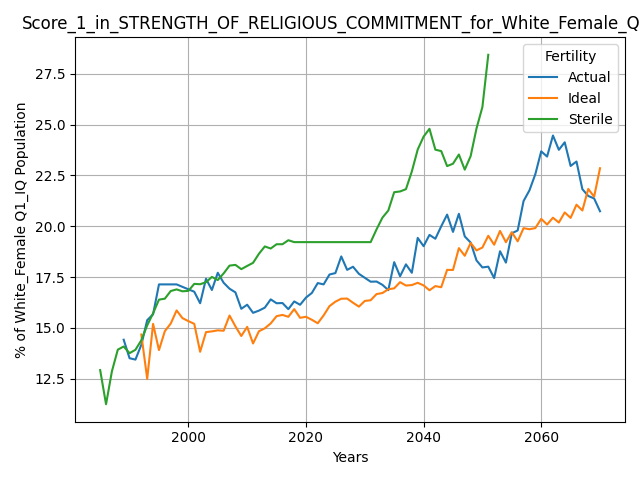 Score_1_in_STRENGTH_OF_RELIGIOUS_COMMITMENT_for_White_Female_Q
Fertility
Actual
Ideal
Sterile
% of White_Female Q1_IQ Population
27.5
25.0
22.5
20.0
17.5
15.0
12.5
2000
2020
2040
2060
Years